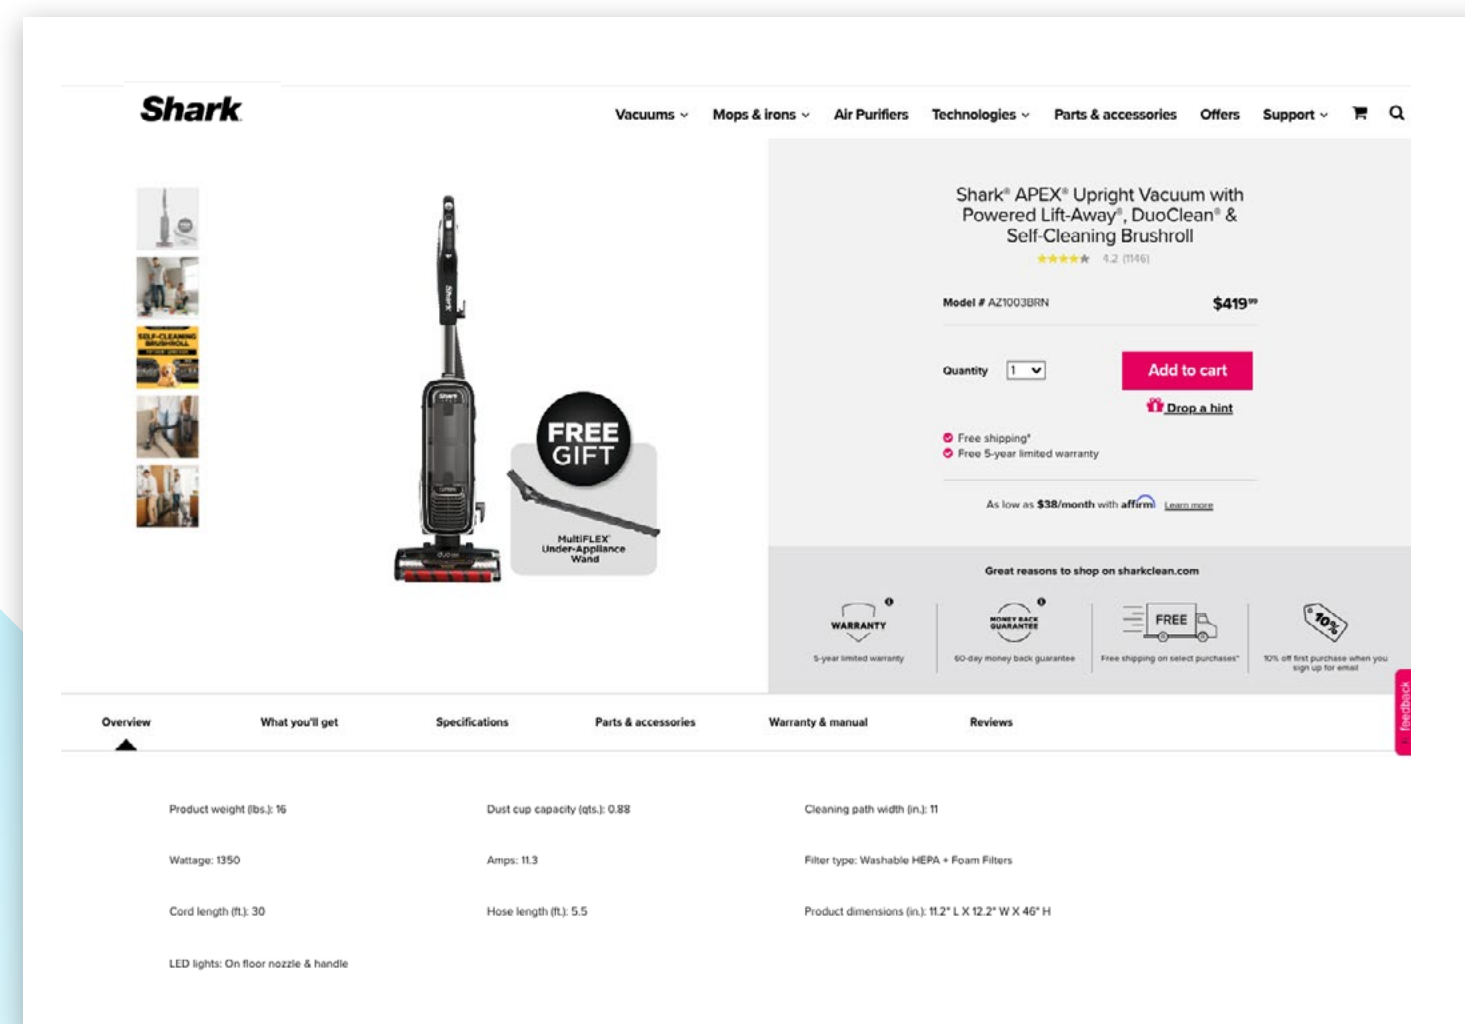 Shark
Vacuums
Mops & irons
Air Purifiers
Technologies
Parts & accessories
Offers
Support
Shark® APEX® Upright Vacuum with
Powered Lift-Away®, DuoClean® &
Self-Cleaning Brushroll
4.2 (1146)
Model # AZ1003BRN
$419⁹⁹
Quantity
1
Add to cart
Drop a hint
Free shipping*
Free 5-year limited warranty
As low as $38/month with affirm Learn more
SELF-CLEANING
BRUSHROLL
Shark
Shark
FREE
GIFT
MultiFLEX®
Under-Appliance
Wand
Great reasons to shop on sharkclean.com
WARRANTY
5-year limited warranty
MONEY BACK
GUARANTEE
60-day money back guarantee
FREE
Free shipping on select purchases*
10%
10% off first purchase when you
sign up for email
feedback
Overview
What you'll get
Specifications
Parts & accessories
Warranty & manual
Reviews
Product weight (lbs.): 16
Dust cup capacity (qts.): 0.88
Cleaning path width (in.): 11
Wattage: 1350
Amps: 11.3
Filter type: Washable HEPA + Foam Filters
Cord length (ft.): 30
Hose length (ft.): 5.5
Product dimensions (in.): 11.2" L X 12.2" W X 46" H
LED lights: On floor nozzle & handle